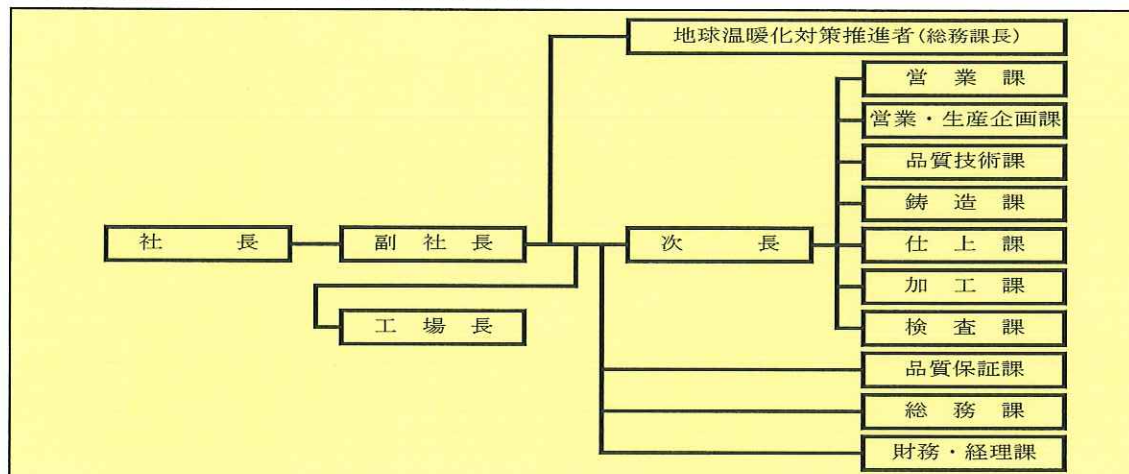 地球温暖化対策推進者(総務課長)
営業課
営業・生産企画課
品質技術課
鋳造課
社長
副社長
次長
仕上課
加工課
工場長
検査課
品質保証課
総務課
財務・経理課